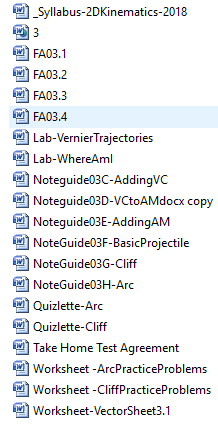 _Syllabus-2DKinematics-2018
3
FA03.1
FA03.2
FA03.3
FA03.4
Lab-VernierTrajectories
Lab-WhereAmI
Noteguide03C-AddingVC
Noteguide03D-VCtoAMdocx copy
Noteguide03E-AddingAM
NoteGuide03F-BasicProjectile
NoteGuide03G-Cliff
NoteGuide03H-Arc
Quizlette-Arc
Quizlette-Cliff
Take Home Test Agreement
Worksheet -ArcPracticeProblems
Worksheet -CliffPracticeProblems
Worksheet-VectorSheet3.1